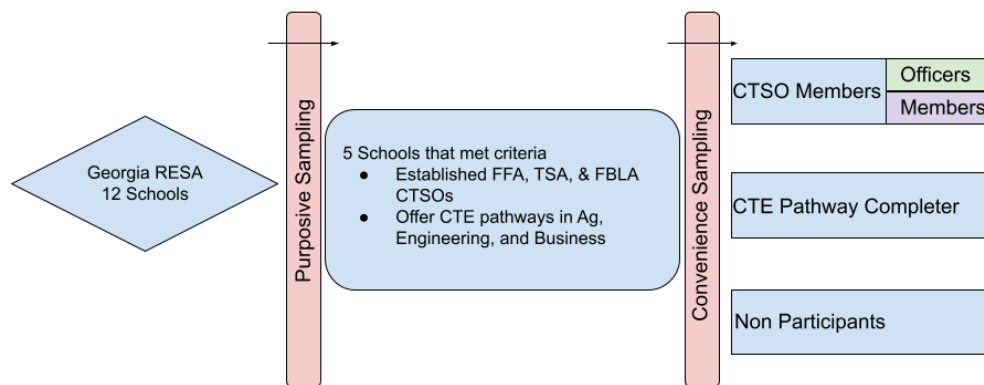 Georgia RESA
12 Schools
Purposive Sampling
5 Schools that met criteria
● Established FFA, TSA, & FBLA
CTSOs
● Offer CTE pathways in Ag,
Engineering, and Business
Convenience Sampling
CTSO Members
Officers
Members
CTE Pathway Completer
Non Participants